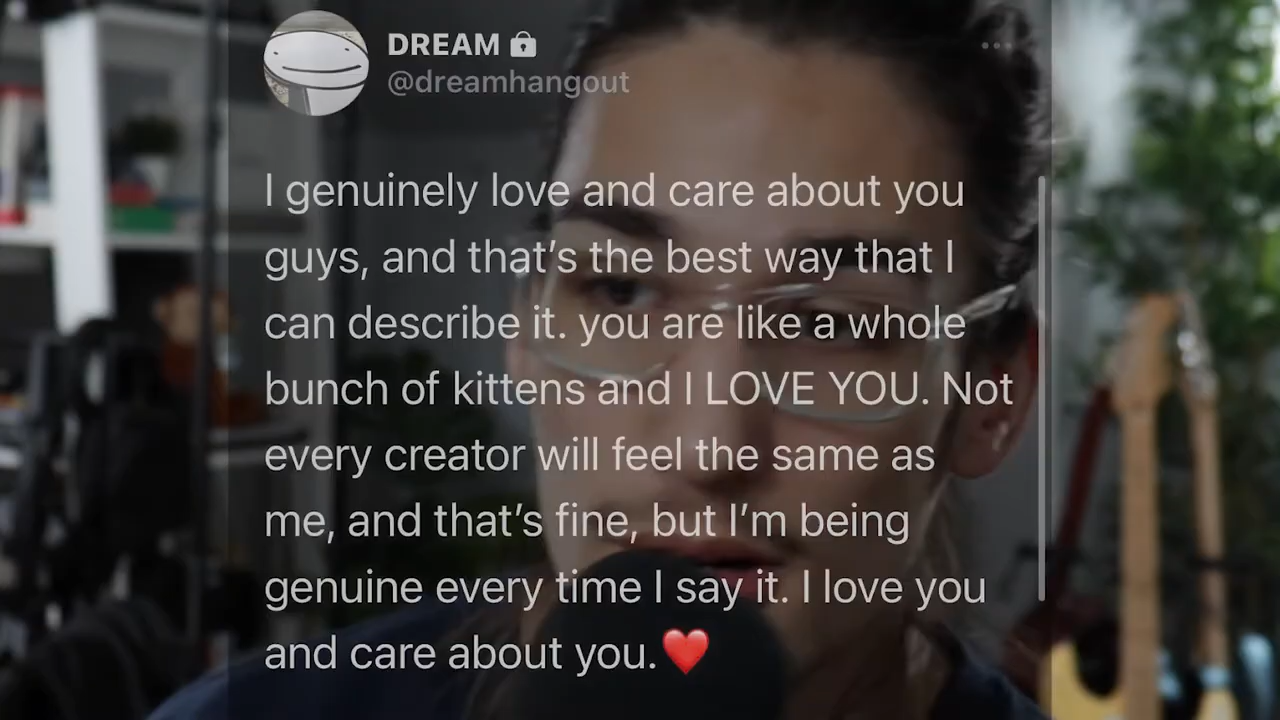 DREAM
@dreamhangout
I genuinely love and care about you
guys, and that’s the best way that I
can describe it. you are like a whole
bunch of kittens and I LOVE YOU. Not
every creator will feel the same as
me, and that’s fine, but I’m being
genuine every time I say it. I love you
and care about you.❤️